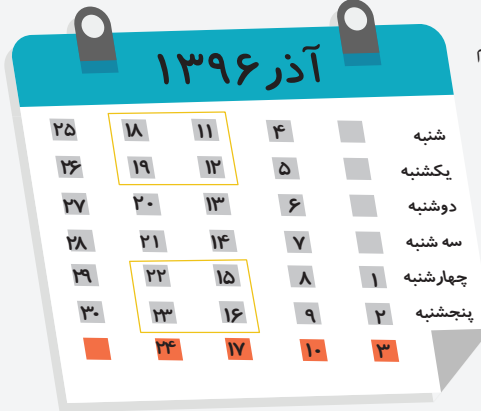 م
آذر ۱۳۹۶
شنبه ۴ ۱۱ ۱۸ ۲۵
یکشنبه ۵ ۱۲ ۱۹ ۲۶
دوشنبه ۶ ۱۳ ۲۰ ۲۷
سه شنبه ۷ ۱۴ ۲۱ ۲۸
چهارشنبه ۱ ۸ ۱۵ ۲۲ ۲۹
پنجشنبه ۲ ۹ ۱۶ ۲۳ ۳۰
۳ ۱۰ ۱۷ ۲۴